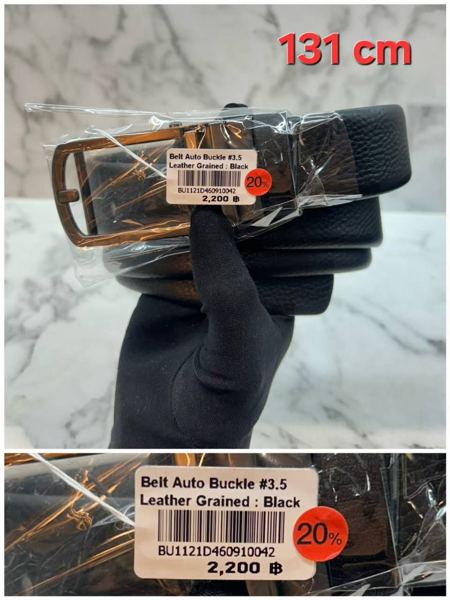 131 cm
Belt Auto Buckle #3.5
Leather Grained : Black
20%
BU1121D460910042
2,200 ฿
Belt Auto Buckle #3.5
Leather Grained : Black
20%
BU1121D460910042
2,200 ฿